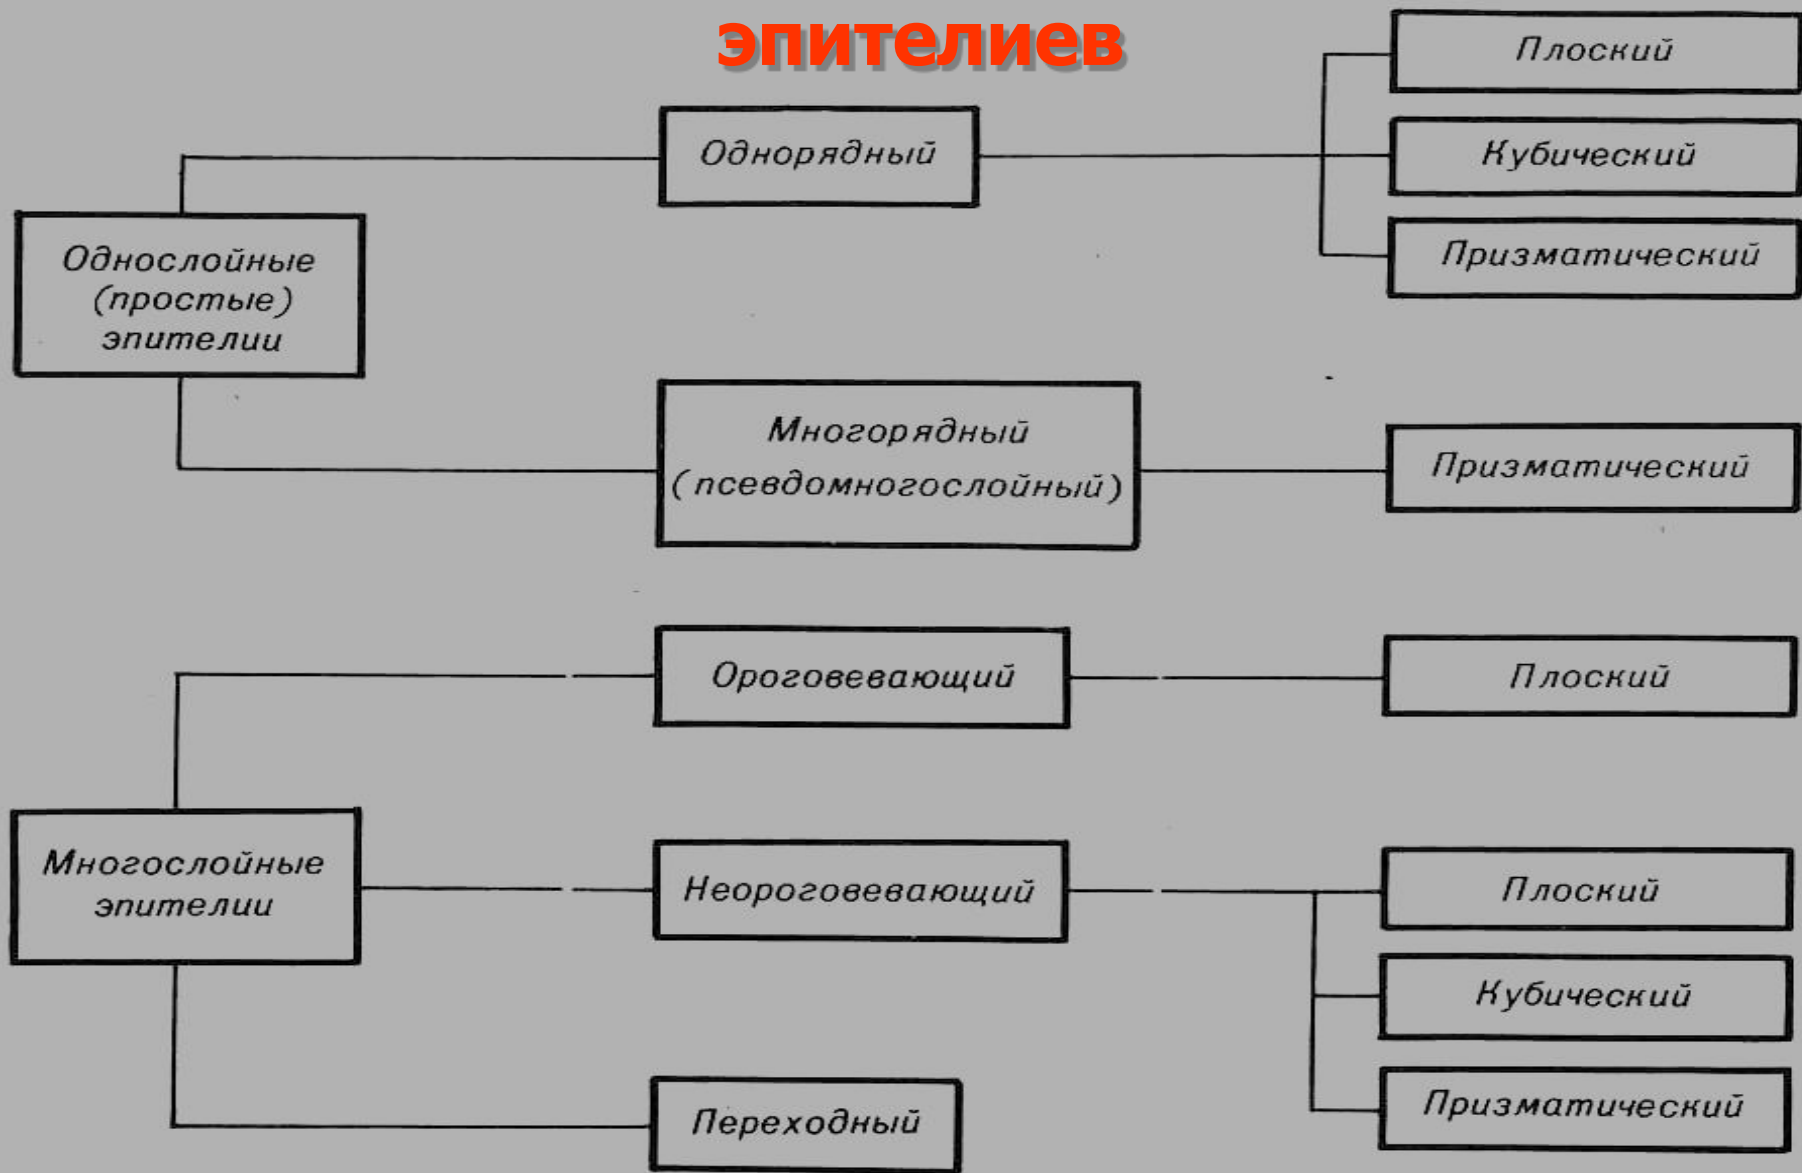 эпителиев
Плоский
Однорядный
Кубический
Призматический
Однослойные
(простые)
эпителии
Многорядный
(псевдомногослойный)
Призматический
Ороговевающий
Плоский
Многослойные
эпителии
Неороговевающий
Плоский
Кубический
Призматический
Переходный